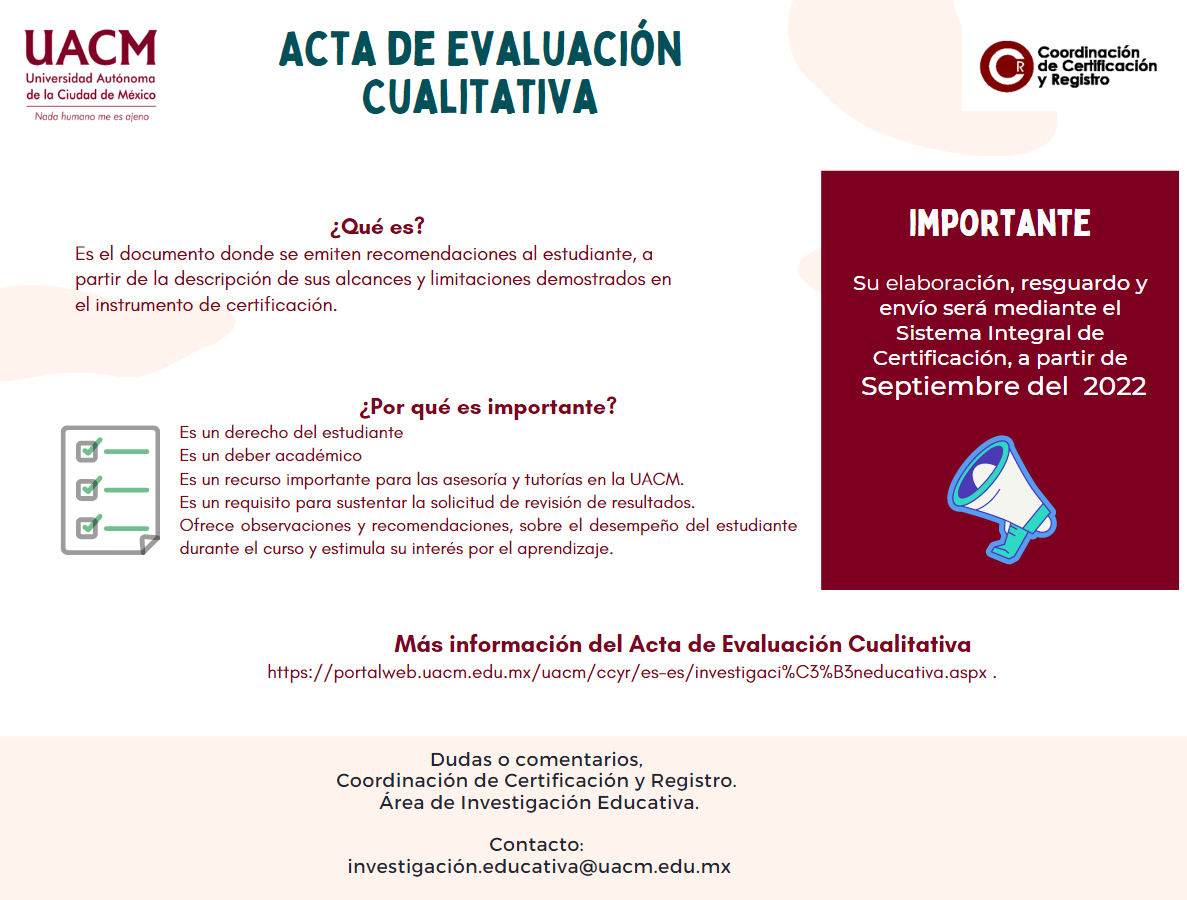 UACM
Universidad Autónoma
de la Ciudad de México
Nada humano me es ajeno
ACTA DE EVALUACIÓN
CUALITATIVA
CR
Coordinación
de Certificación
y Registro
¿Qué es?
Es el documento donde se emiten recomendaciones al estudiante, a
partir de la descripción de sus alcances y limitaciones demostrados en
el instrumento de certificación.
¿Por qué es importante?
Es un derecho del estudiante
Es un deber académico
Es un recurso importante para las asesoría y tutorías en la UACM.
Es un requisito para sustentar la solicitud de revisión de resultados.
Ofrece observaciones y recomendaciones, sobre el desempeño del estudiante
durante el curso y estimula su interés por el aprendizaje.
IMPORTANTE
Su elaboración, resguardo y
envío será mediante el
Sistema Integral de
Certificación, a partir de
Septiembre del 2022
Más información del Acta de Evaluación Cualitativa
https://portalweb.uacm.edu.mx/uacm/ccyr/es-es/investigaci%C3%B3neducativa.aspx .
Dudas o comentarios,
Coordinación de Certificación y Registro.
Área de Investigación Educativa.
Contacto:
investigación.educativa@uacm.edu.mx